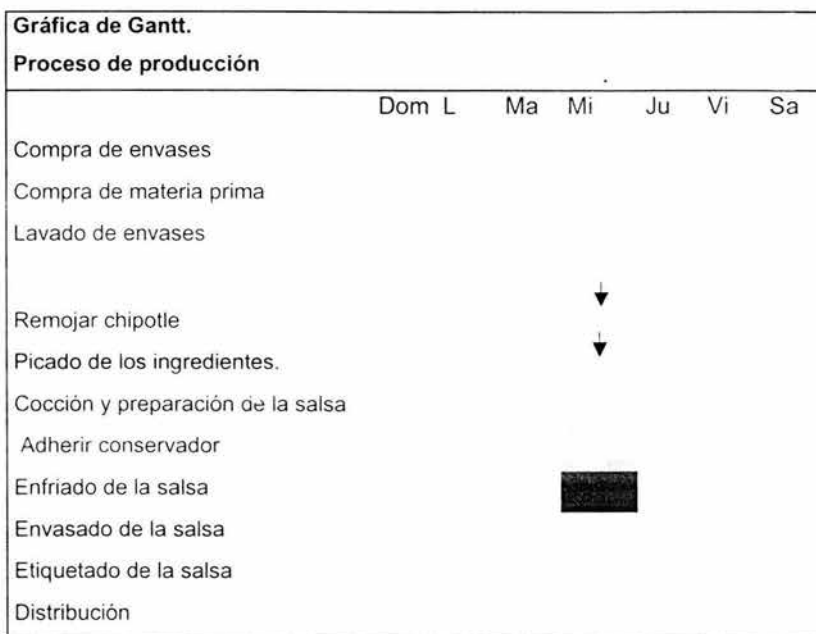 Gráfica de Gantt.
Proceso de producción
Dom L Ma Mi Ju Vi Sa
Compra de envases
Compra de materia prima
Lavado de envases
Remojar chipotle
Picado de los ingredientes.
Cocción y preparación de la salsa
Adherir conservador
Enfriado de la salsa
Envasado de la salsa
Etiquetado de la salsa
Distribución